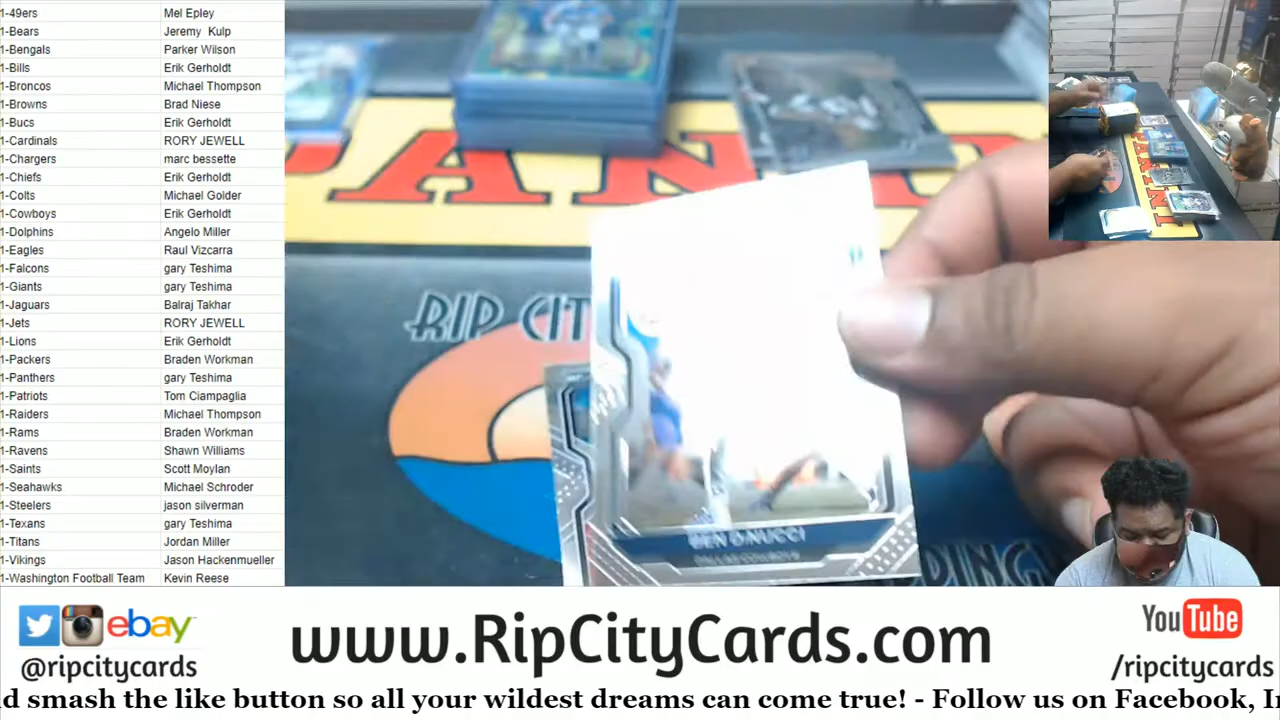 1-49ers Mel Epley
1-Bears Jeremy Kulp
1-Bengals Parker Wilson
1-Bills Erik Gerholdt
1-Broncos Michael Thompson
1-Browns Brad Niese
1-Bucs Erik Gerholdt
1-Cardinals RORY JEWELL
1-Chargers marc bessette
1-Chiefs Erik Gerholdt
1-Colts Michael Golder
1-Cowboys Erik Gerholdt
1-Dolphins Angelo Miller
1-Eagles Raul Vizcarra
1-Falcons gary Teshima
1-Giants gary Teshima
1-Jaguars Balraj Takhar
1-Jets RORY JEWELL
1-Lions Erik Gerholdt
1-Packers Braden Workman
1-Panthers gary Teshima
1-Patriots Tom Ciampaglia
1-Raiders Michael Thompson
1-Rams Braden Workman
1-Ravens Shawn Williams
1-Saints Scott Moylan
1-Seahawks Michael Schroder
1-Steelers jason silverman
1-Texans gary Teshima
1-Titans Jordan Miller
1-Vikings Jason Hackenmueller
1-Washington Football Team Kevin Reese
PANINI
RIP CIT
BEN DINUCCI
DING
ebay
@ripcitycards
www.RipCityCards.com
YouTube
/ripcitycards
d smash the like button so all your wildest dreams can come true! - Follow us on Facebook, I